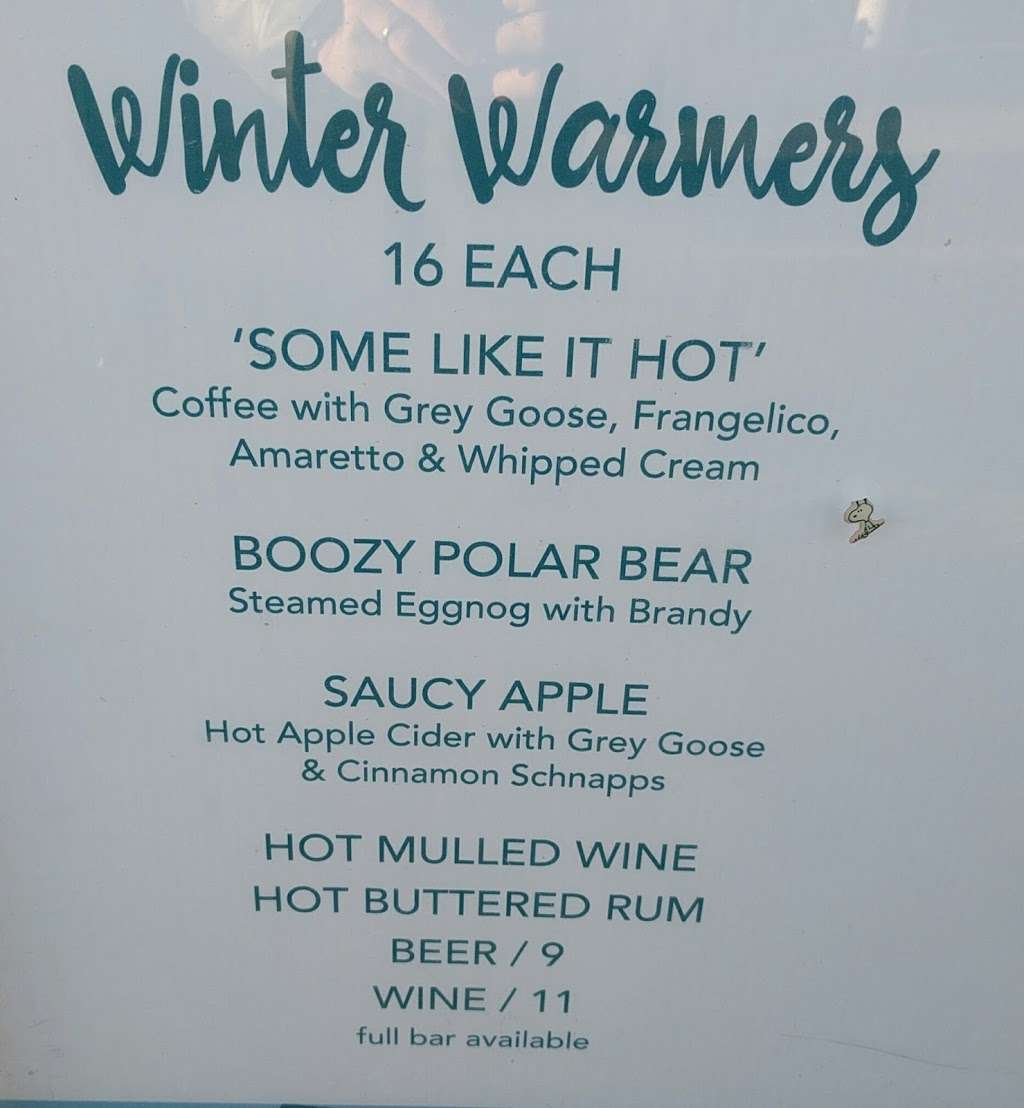 Winter Warmers
16 EACH
‘SOME LIKE IT HOT’
Coffee with Grey Goose, Frangelico,
Amaretto & Whipped Cream
BOOZY POLAR BEAR
Steamed Eggnog with Brandy
SAUCY APPLE
Hot Apple Cider with Grey Goose
& Cinnamon Schnapps
HOT MULLED WINE
HOT BUTTERED RUM
BEER / 9
WINE / 11
full bar available